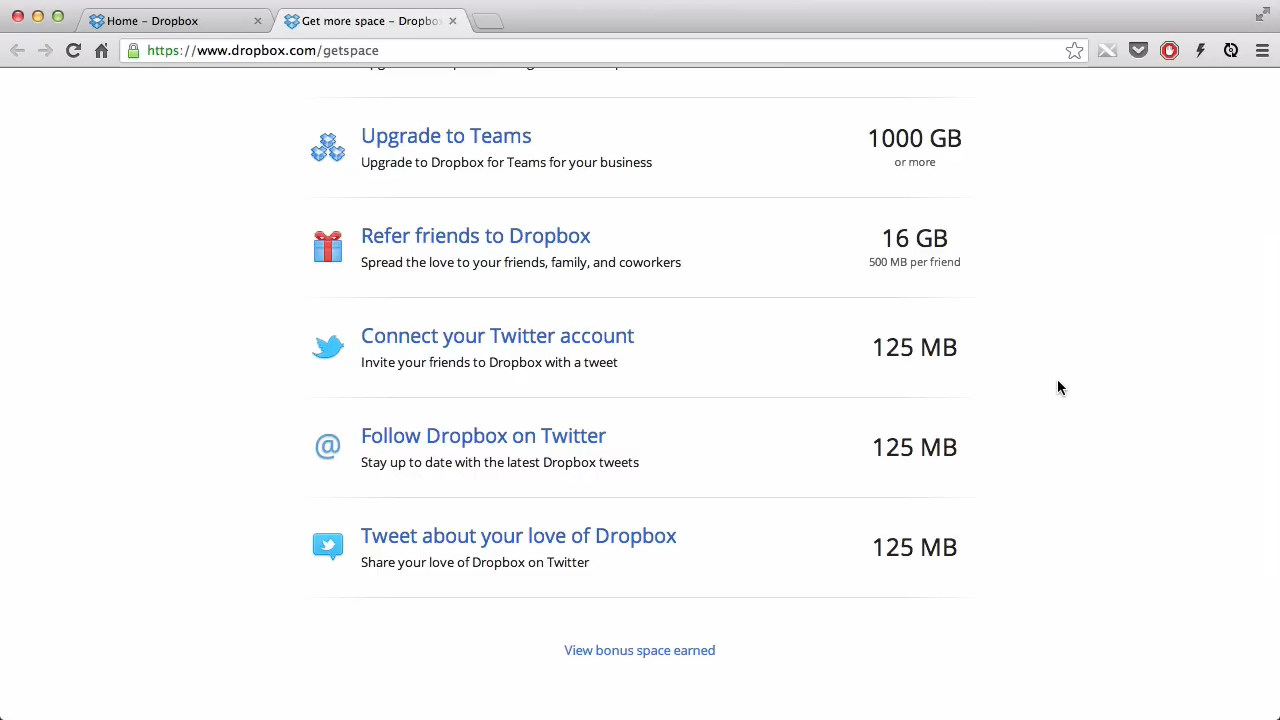 Home – Dropbox
Get more space – Dropbo
https://www.dropbox.com/getspace
Upgrade to Teams
1000 GB
Upgrade to Dropbox for Teams for your business
or more
Refer friends to Dropbox
16 GB
Spread the love to your friends, family, and coworkers
500 MB per friend
Connect your Twitter account
125 MB
Invite your friends to Dropbox with a tweet
@
Follow Dropbox on Twitter
125 MB
Stay up to date with the latest Dropbox tweets
Tweet about your love of Dropbox
125 MB
Share your love of Dropbox on Twitter
View bonus space earned